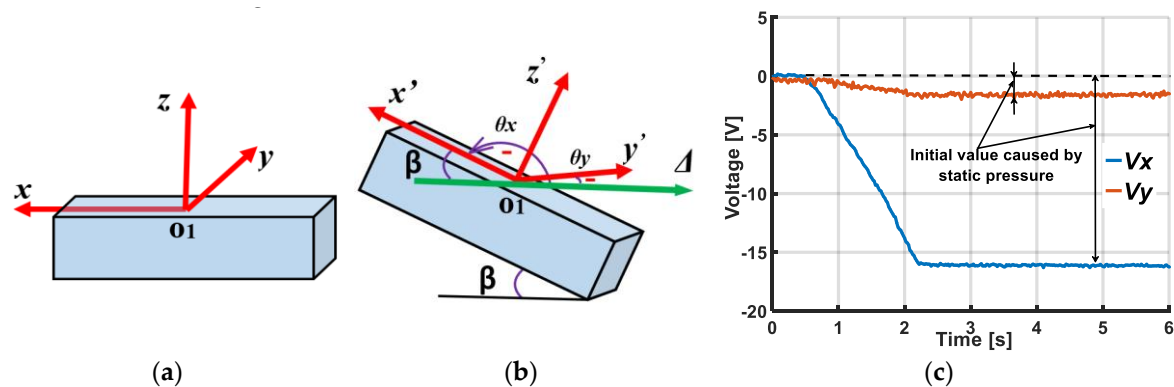 z
y
x
o1
z'
x'
θx
θy
y'
β
Δ
o1
β
5
0
-5
-10
-15
-20
Voltage [V]
Initial value caused by
static pressure
Vx
Vy
0 1 2 3 4 5 6
Time [s]
(a) (b) (c)